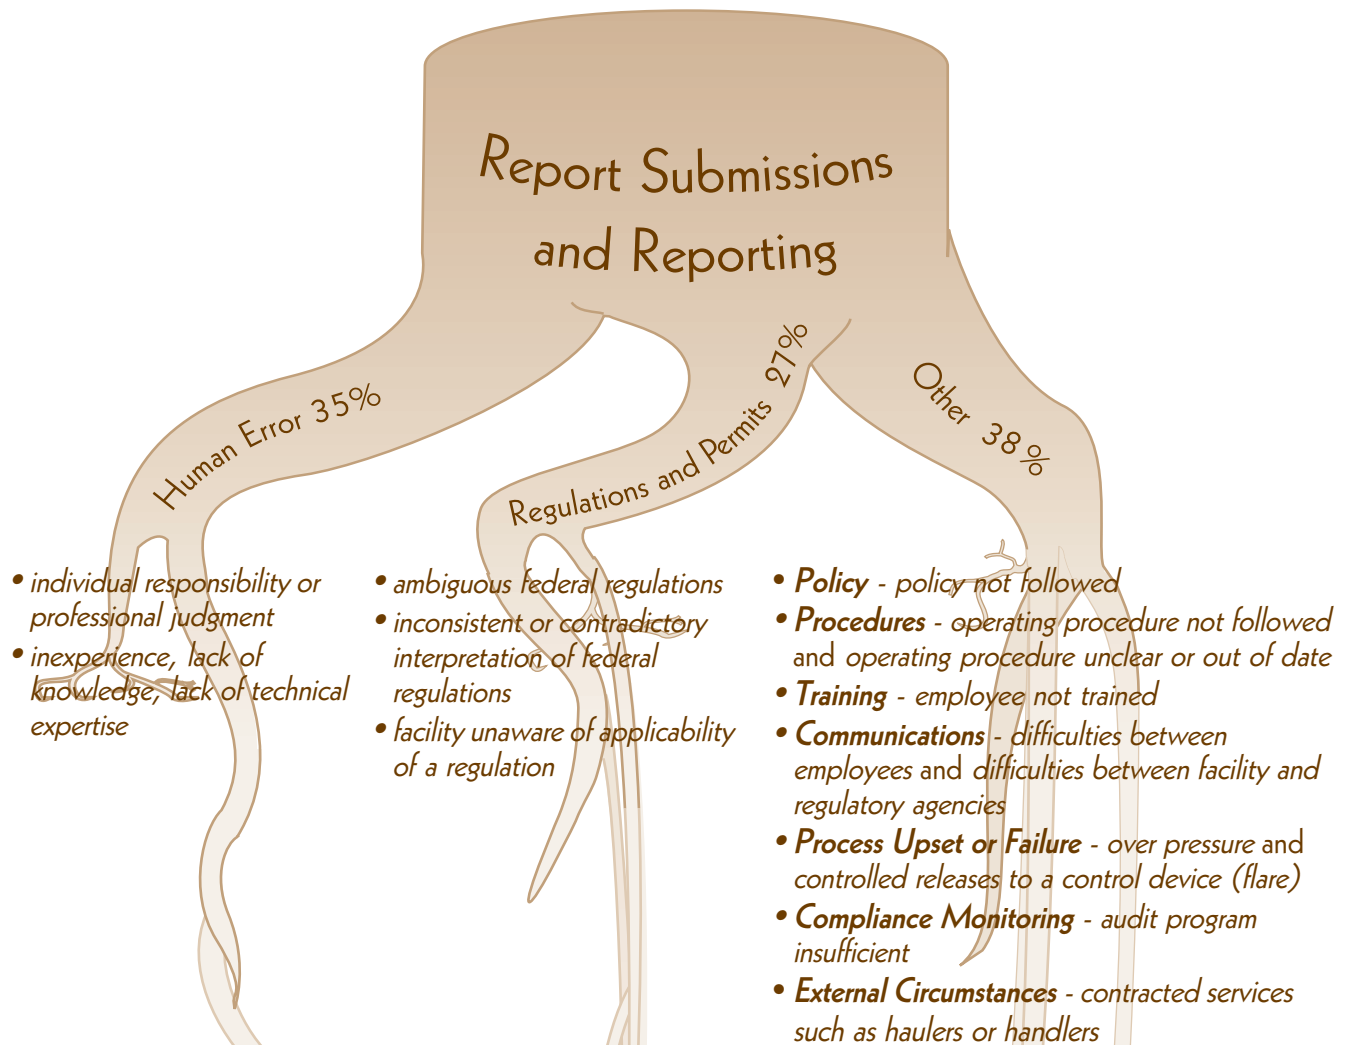 Report Submissions
and Reporting
Human Error 35%
Regulations and Permits 27%
Other 38%
• individual responsibility or
professional judgment
• inexperience, lack of
knowledge, lack of technical
expertise
• ambiguous federal regulations
• inconsistent or contradictory
interpretation of federal
regulations
• facility unaware of applicability
of a regulation
• Policy - policy not followed
• Procedures - operating procedure not followed
and operating procedure unclear or out of date
• Training - employee not trained
• Communications - difficulties between
employees and difficulties between facility and
regulatory agencies
• Process Upset or Failure - over pressure and
controlled releases to a control device (flare)
• Compliance Monitoring - audit program
insufficient
• External Circumstances - contracted services
such as haulers or handlers